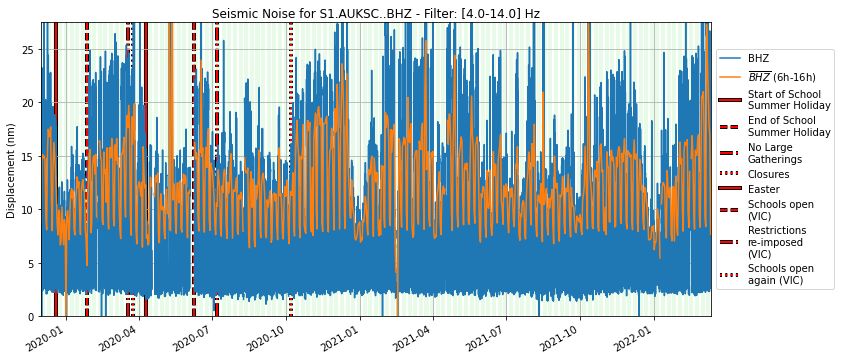 Seismic Noise for S1.AUKSC..BHZ - Filter: [4.0-14.0] Hz
Displacement (nm)
25
20
15
10
5
0
2020-01
2020-04
2020-07
2020-10
2021-01
2021-04
2021-07
2021-10
2022-01
BHZ
BHZ (6h-16h)
Start of School
Summer Holiday
End of School
Summer Holiday
No Large
Gatherings
Closures
Easter
Schools open
(VIC)
Restrictions
re-imposed
(VIC)
Schools open
again (VIC)